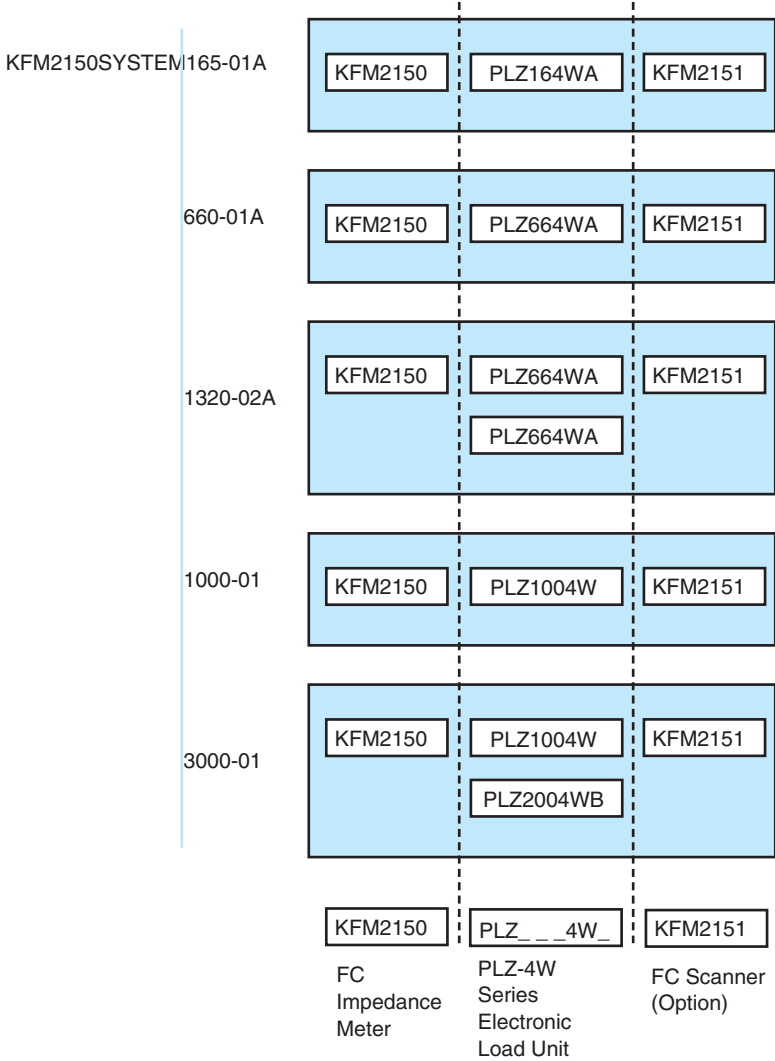 KFM2150SYSTEM165-01A
KFM2150 PLZ164WA KFM2151
660-01A
KFM2150 PLZ664WA KFM2151
1320-02A
KFM2150 PLZ664WA KFM2151
PLZ664WA
1000-01
KFM2150 PLZ1004W KFM2151
3000-01
KFM2150 PLZ1004W KFM2151
PLZ2004WB
KFM2150 PLZ_ _ _4W_ KFM2151
FC
Impedance
Meter
PLZ-4W
Series
Electronic
Load Unit
FC Scanner
(Option)